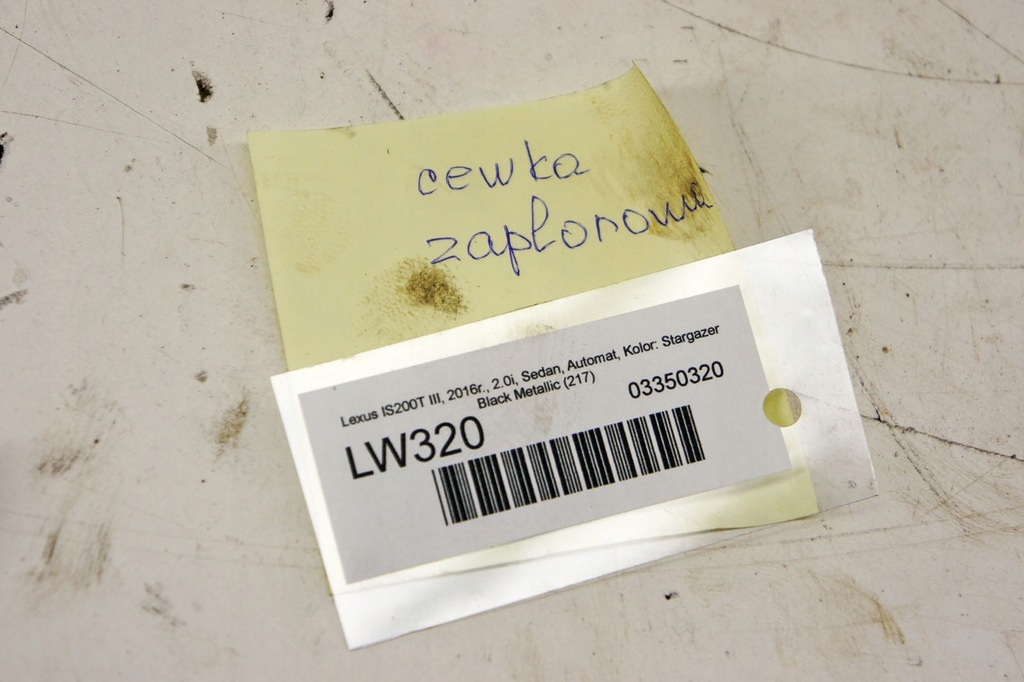 cewka
zapłonowa
Lexus IS200T III, 2016r., 2.0i, Sedan, Automat, Kolor: Stargazer
Black Metallic (217)
03350320
LW320